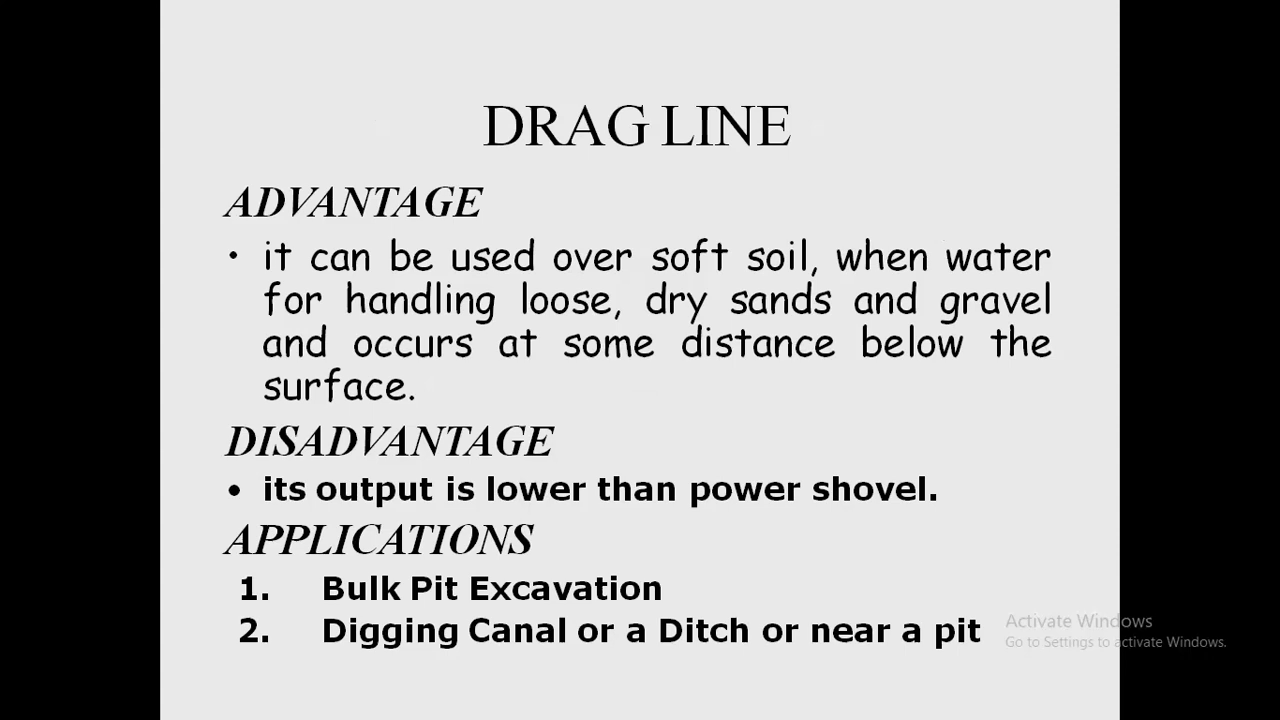 DRAG LINE
ADVANTAGE
• it can be used over soft soil, when water
for handling loose, dry sands and gravel
and occurs at some distance below the
surface.
DISADVANTAGE
• its output is lower than power shovel.
APPLICATIONS
1. Bulk Pit Excavation
2. Digging Canal or a Ditch or near a pit
Activate Windows
Go to Settings to activate Windows.